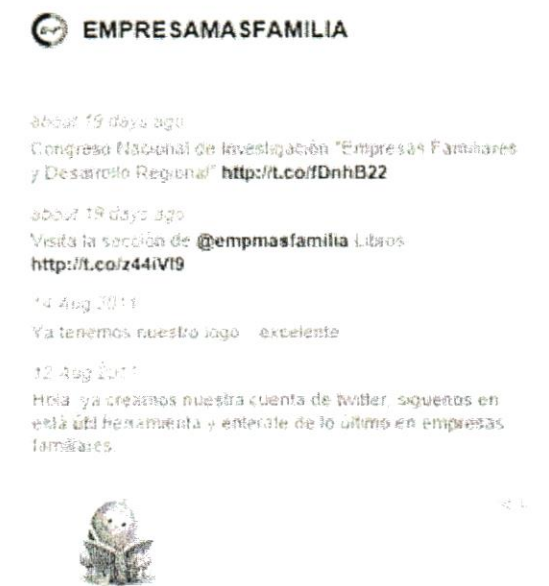 EMPRESAMASFAMILIA
about 19 days ago
Congreso Nacional de Investigación "Empresas Familiares
y Desarrollo Regional" http://t.co/fDnhB22
about 19 days ago
Visita la sección de @empmasfamilia Libros
http://t.co/z44iVI9
14 Aug 2011
Ya tenemos nuestro logo excelente
12 Aug 2011
Hola ya creamos nuestra cuenta de twitter, siguenos en
esta útil herramienta y enterate de lo último en empresas
familiares.